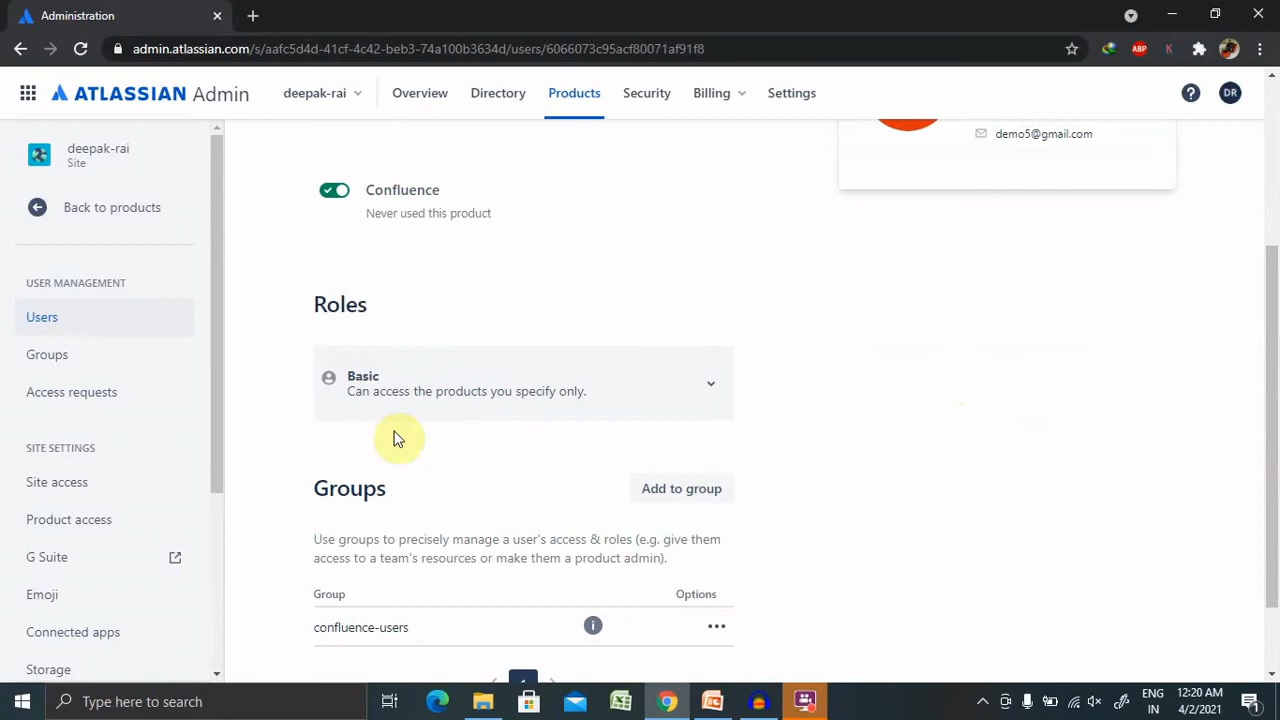 Administration
admin.atlassian.com/s/aafc5d4d-41cf-4c42-beb3-74a100b3634d/users/6066073c95acf80071af91f8
ABP
K
ATLASSIAN Admin
deepak-rai
Overview
Directory
Products
Security
Billing
Settings
DR
deepak-rai
Site
Back to products
USER MANAGEMENT
Users
Groups
Access requests
SITE SETTINGS
Site access
Product access
G Suite
Emoji
Connected apps
Storage
demo5@gmail.com
Confluence
Never used this product
Roles
Basic
Can access the products you specify only.
Groups
Add to group
Use groups to precisely manage a user's access & roles (e.g. give them
access to a team's resources or make them a product admin).
Group
Options
confluence-users
1
Type here to search
ENG
IN
12:20 AM
4/2/2021
1